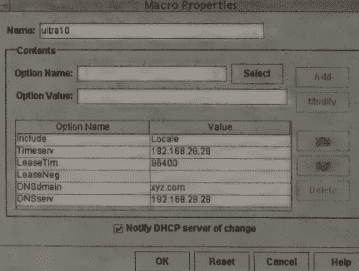 Macro Properties
Name: ultra10
Contents
Option Name: Select
Option Value:
Add
Modify
Option Name Value
Include Locale
Timeserv 192.168.28.28
LeaseTim 86400
LeaseNeg
DNSdmain xyz.com
DNSserv 192.168.28.28
Delete
Notify DHCP server of change
OK Reset Cancel Help